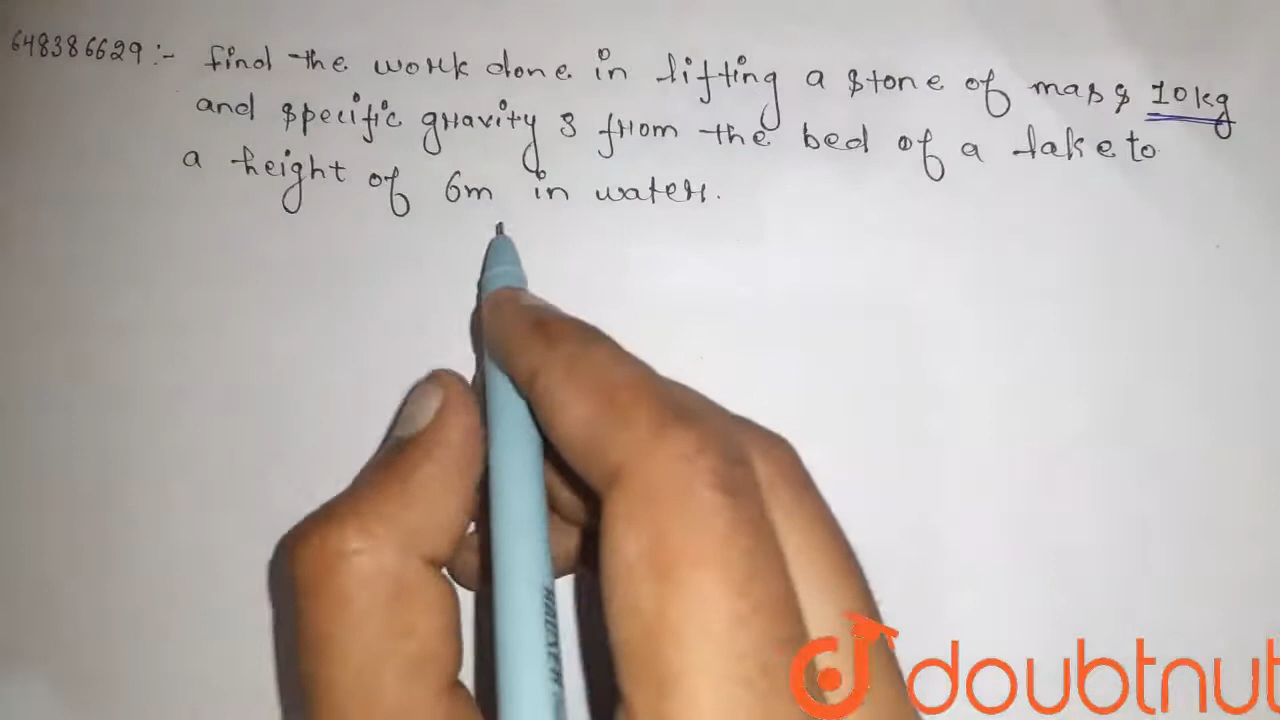 648386629:- find the work done in lifting a stone of mass 10kg
and specific gravity 3 from the bed of a lake to
a height of 6m in water.
doubtnut